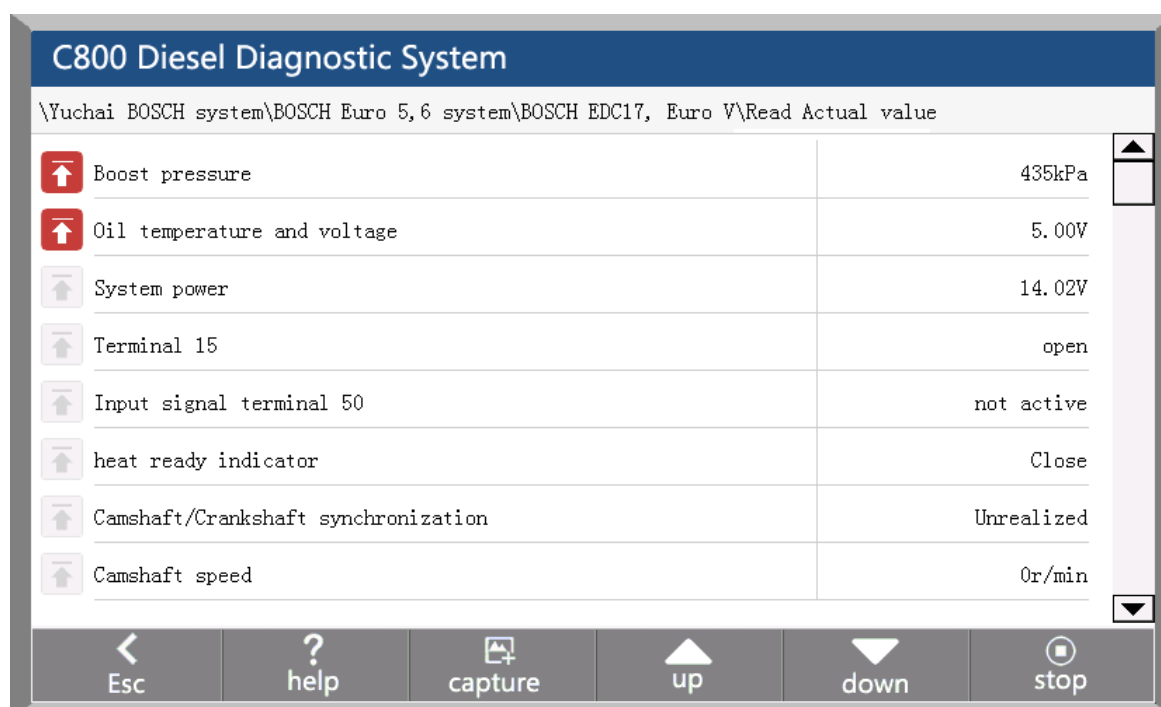 C800 Diesel Diagnostic System
\Yuchai BOSCH system\BOSCH Euro 5,6 system\BOSCH EDC17, Euro V\Read Actual value
Boost pressure 435kPa
Oil temperature and voltage 5.00V
System power 14.02V
Terminal 15 open
Input signal terminal 50 not active
heat ready indicator Close
Camshaft/Crankshaft synchronization Unrealized
Camshaft speed 0r/min
Esc ? help capture up down stop